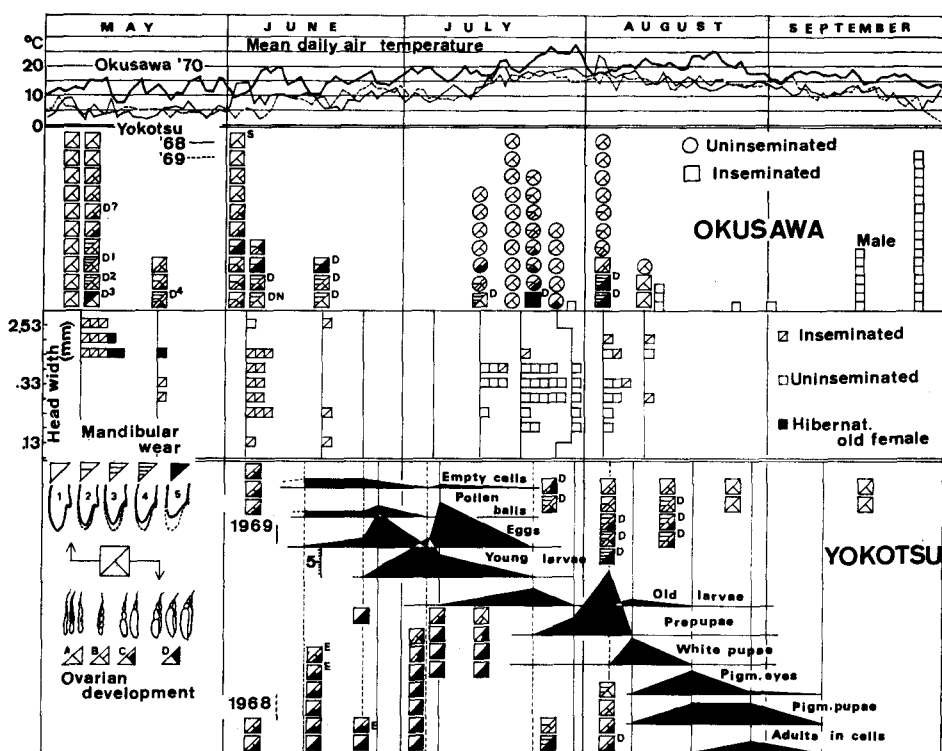 MAY JUNE JULY AUGUST SEPTEMBER
°C
Mean daily air temperature
20
Okusawa '70
10
0
Yokotsu '68
'69
S
Uninseminated
Inseminated
D?
OKUSAWA
Male
D1
D
D2
D
D
D
D3
D4
DN
D
D
D
D
2,53
Head width (mm)
.33
.13
Inseminated
Uninseminated
Hibernat. old female
Mandibular wear
1 2 3 4 5
Empty cells
D
Pollen balls
D
D
D
1969
Eggs
D
D
5
Young larvae
D
D
D
YOKOTSU
Old larvae
Prepupae
E
White pupae
E
A B C D
Pigm. eyes
Ovarian development
1968
Pigm. pupae
E
Adults in cells
D